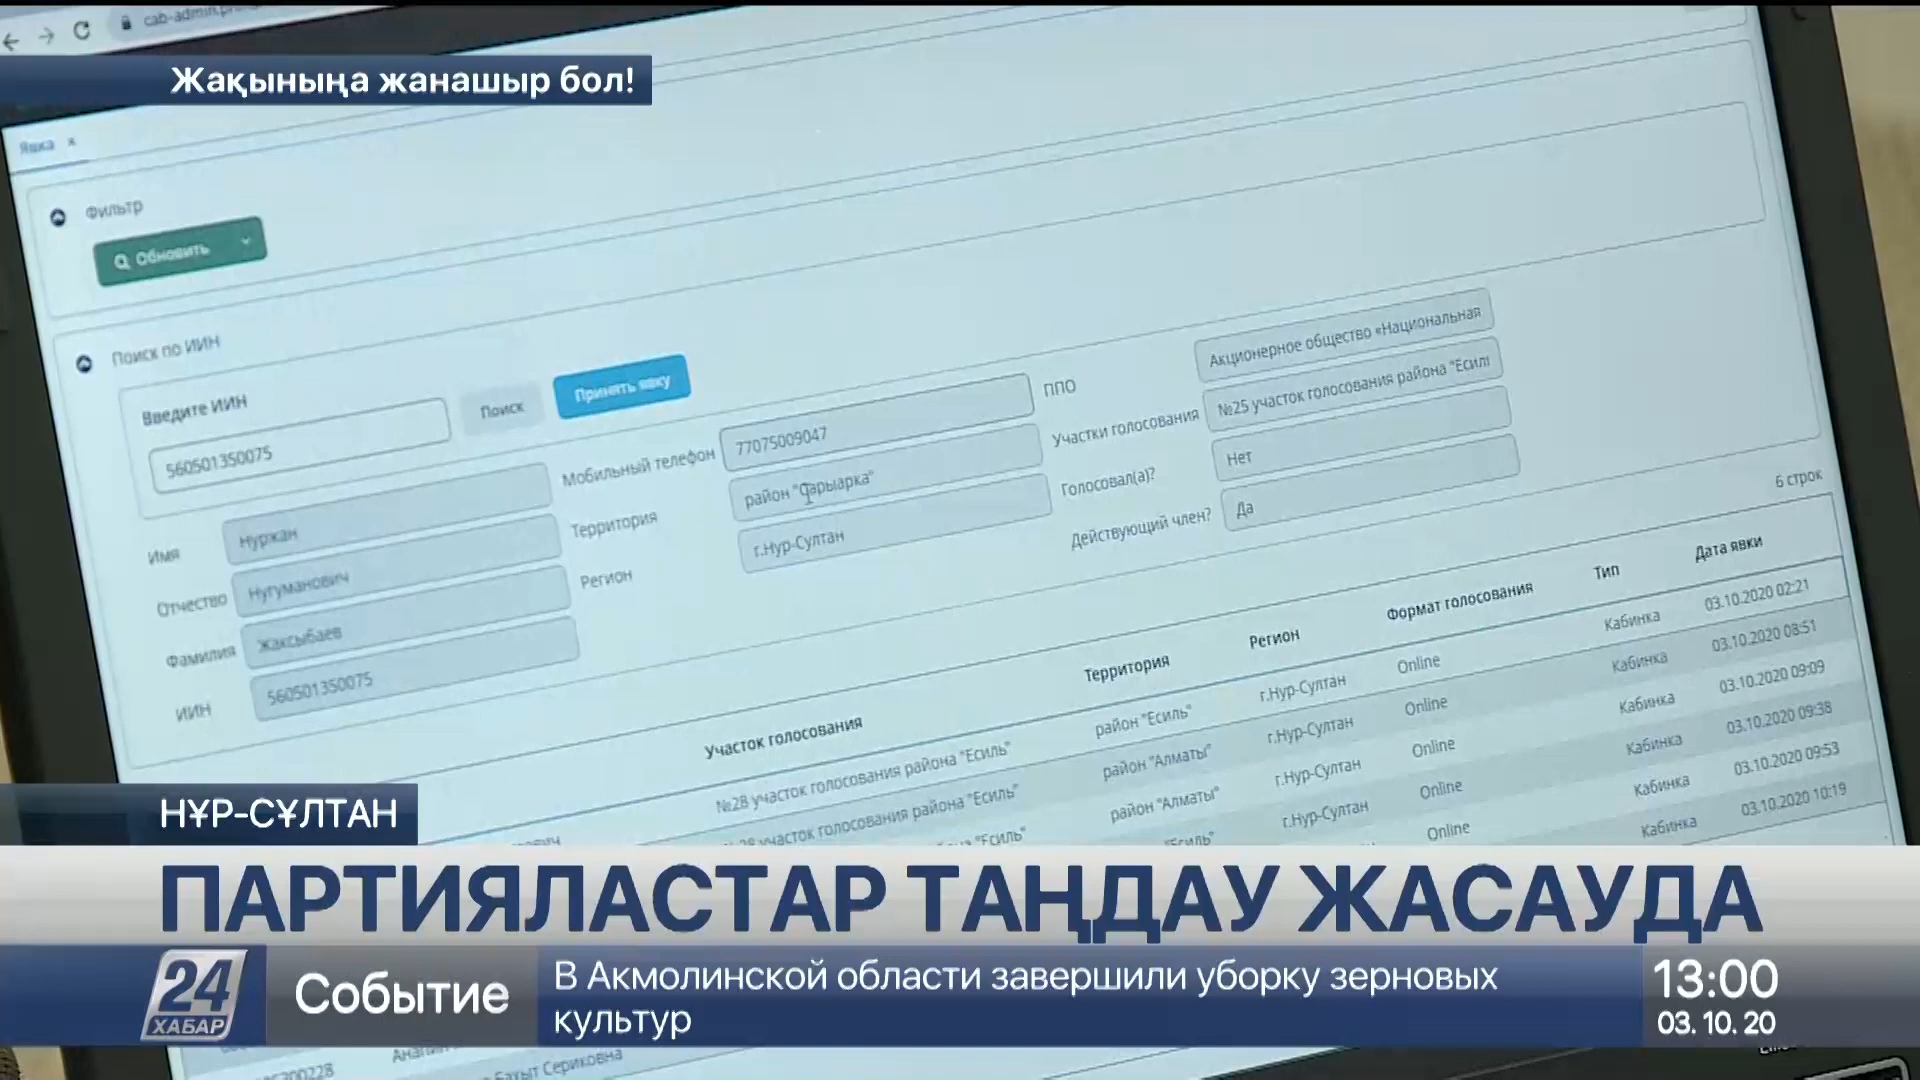 Жақыныңа жанашыр бол!
Явка ×
Фильтр
Обновить
Поиск по ИИН
Введите ИИН
560501350075
Поиск
Принять явку
Имя
Нуржан
Отчество
Нугуманович
Фамилия
Жаксыбаев
ИИН
560501350075
Мобильный телефон
77075009047
Территория
район "Сарыарка"
Регион
г.Нур-Султан
ППО
Акционерное общество «Национальная
Участки голосования
№25 участок голосования района "Есил
Голосовал(а)?
Нет
Действующий член?
Да
6 строк
Участок голосования Территория Регион Формат голосования Тип Дата явки
№28 участок голосования района "Есиль" район "Есиль" г.Нур-Султан Online Кабинка 03.10.2020 02:21
участок голосования района "Есиль" район "Алматы" г.Нур-Султан Online Кабинка 03.10.2020 08:51
"Есиль" район "Алматы" г.Нур-Султан Online Кабинка 03.10.2020 09:09
"Есиль" г.Нур-Султан Online Кабинка 03.10.2020 09:38
Online Кабинка 03.10.2020 09:53
Кабинка 03.10.2020 10:19
НҰР-СҰЛТАН
ПАРТИЯЛАСТАР ТАҢДАУ ЖАСАУДА
24 ХАБАР
Событие
В Акмолинской области завершили уборку зерновых
культур
13:00
03. 10. 20
Бахыт Сериковна